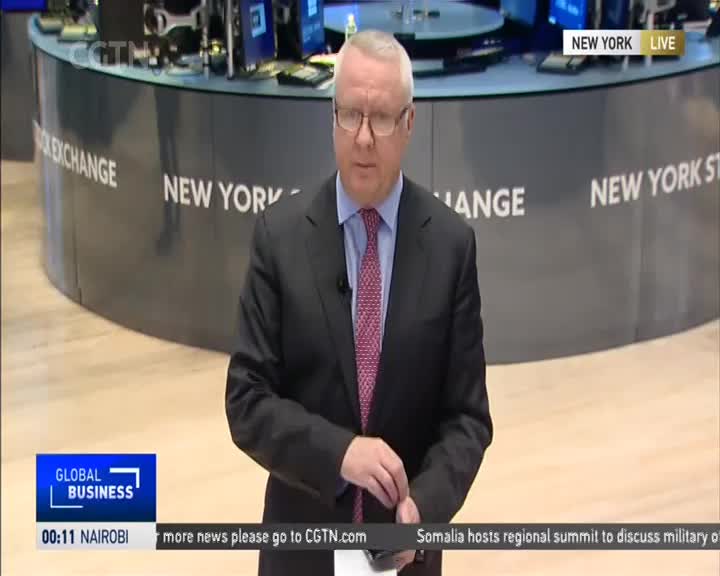 CGTN
NEW YORK LIVE
EXCHANGE
NEW YORK
ANGE
NEW YORK ST
GLOBAL
BUSINESS
00:11 NAIROBI
r more news please go to CGTN.com Somalia hosts regional summit to discuss military o